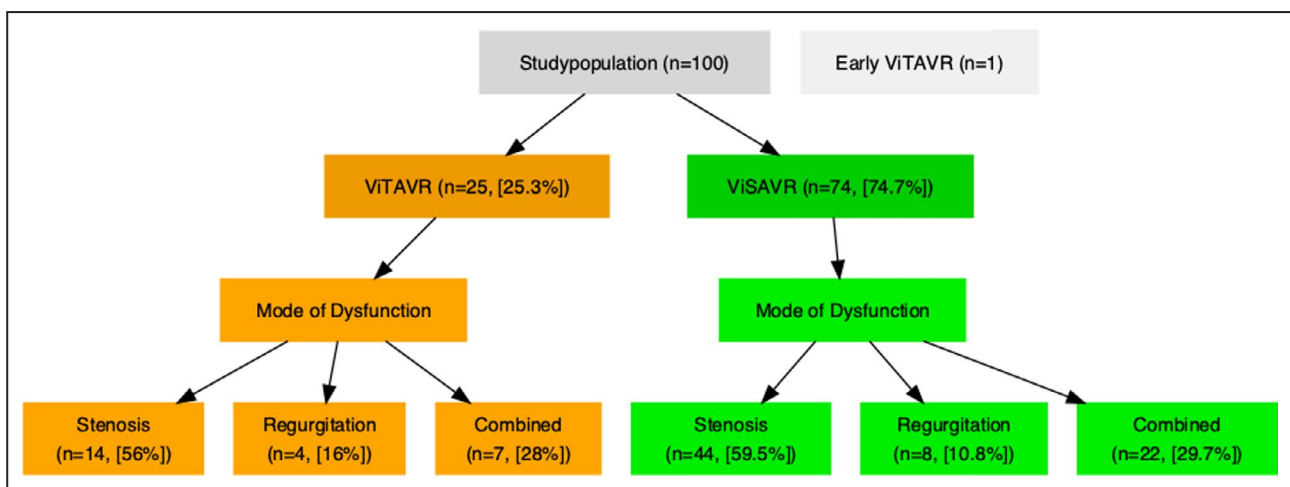 Studypopulation (n=100)
Early ViTAVR (n=1)
ViTAVR (n=25, [25.3%])
ViSAVR (n=74, [74.7%])
Mode of Dysfunction
Mode of Dysfunction
Stenosis
(n=14, [56%])
Regurgitation
(n=4, [16%])
Combined
(n=7, [28%])
Stenosis
(n=44, [59.5%])
Regurgitation
(n=8, [10.8%])
Combined
(n=22, [29.7%])